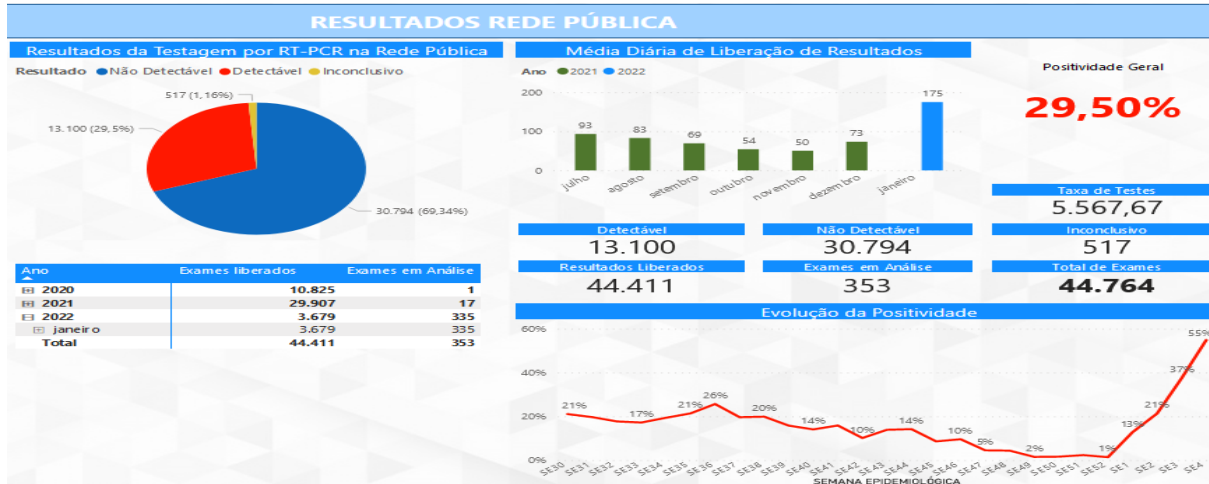 RESULTADOS REDE PÚBLICA
Resultados da Testagem por RT-PCR na Rede Pública
Resultado Não Detectável Detectável Inconclusivo
517 (1,16%)
13.100 (29,5%)
30.794 (69,34%)
Ano Exames liberados Exames em Análise
2020 10.825 1
2021 29.907 17
2022 3.679 335
janeiro 3.679 335
Total 44.411 353
Média Diária de Liberação de Resultados
Ano 2021 2022
200
100
0
93
83
69
54
50
73
175
julho
agosto
setembro
outubro
novembro
dezembro
janeiro
Positividade Geral
29,50%
Taxa de Testes
5.567,67
Detectável
13.100
Não Detectável
30.794
Inconclusivo
517
Resultados Liberados
44.411
Exames em Análise
353
Total de Exames
44.764
Evolução da Positividade
60%
40%
20%
0%
21%
17%
21%
26%
20%
14%
10%
14%
10%
5%
2%
1%
13%
21%
37%
55%
SE30
SE31
SE32
SE33
SE34
SE35
SE36
SE37
SE38
SE39
SE40
SE41
SE42
SE43
SE44
SE45
SE46
SE47
SE48
SE49
SE50
SE51
SE52
SE1
SE2
SE3
SE4
SEMANA EPIDEMIOLÓGICA